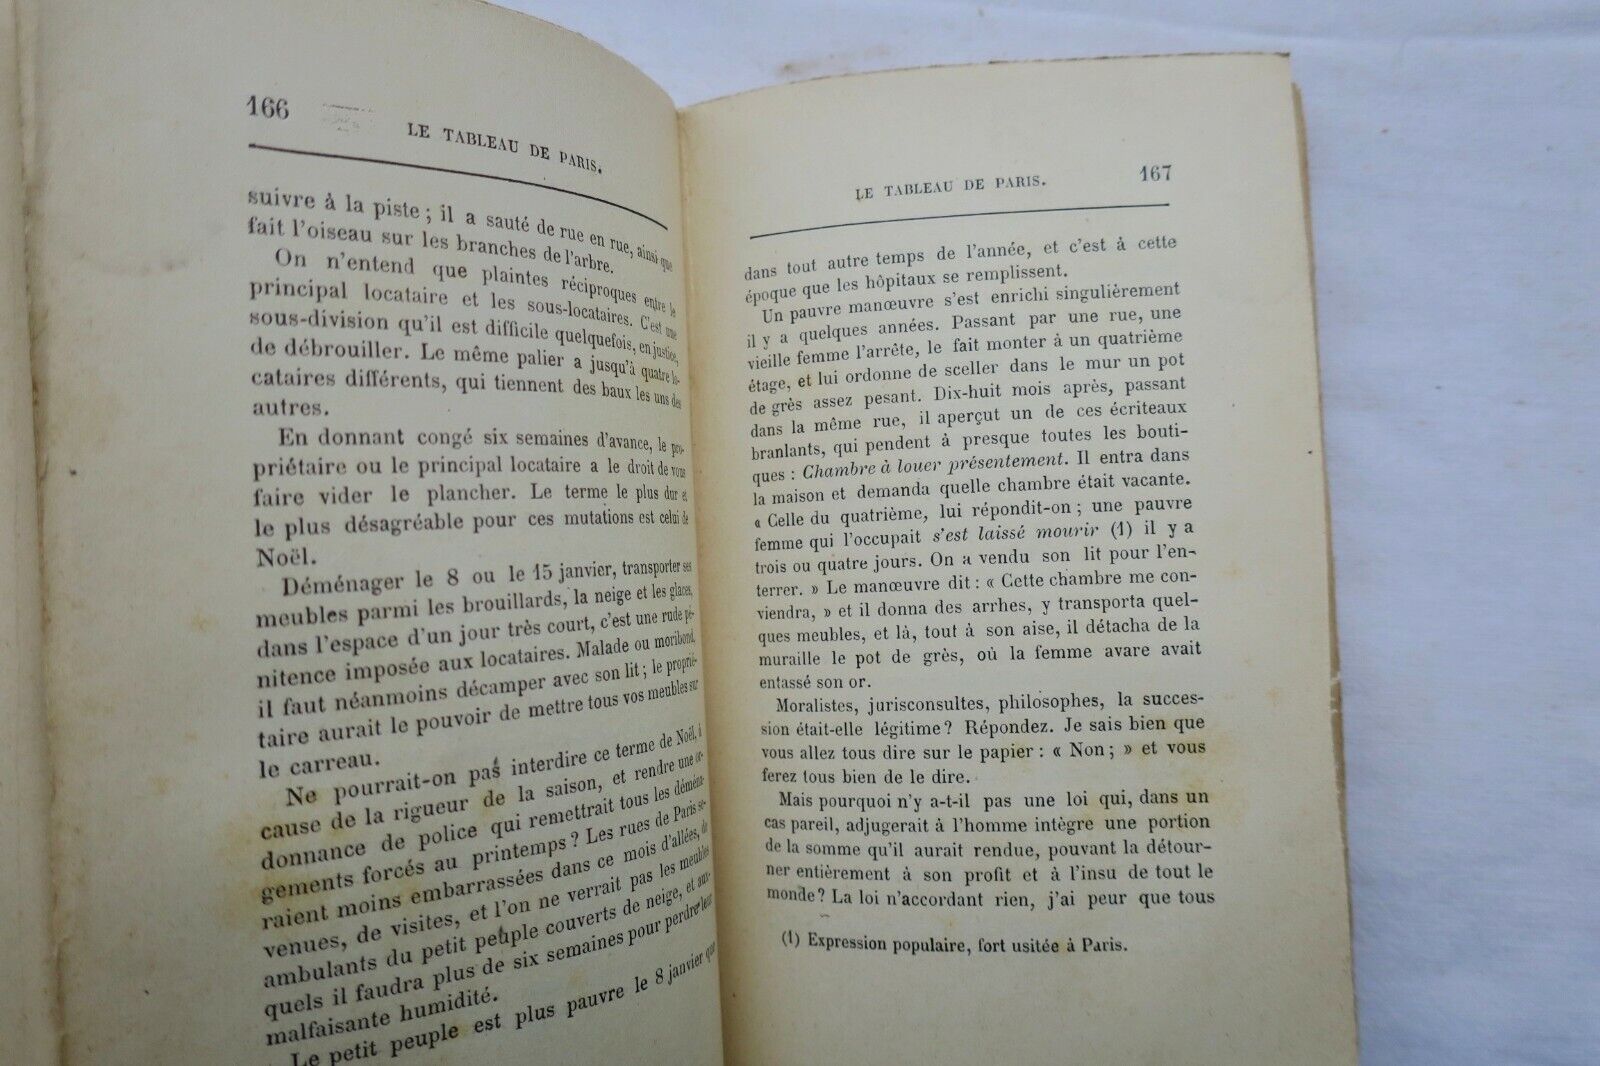 166
LE TABLEAU DE PARIS.
suivre à la piste ; il a sauté de rue en rue, ainsi que
fait l'oiseau sur les branches de l'arbre.
On n'entend que plaintes réciproques entre le
principal locataire et les sous-locataires. C'est une
sous-division qu'il est difficile quelquefois, en justice,
de débrouiller. Le même palier a jusqu'à quatre lo-
cataires différents, qui tiennent des baux les uns des
autres.
En donnant congé six semaines d'avance, le pro-
priétaire ou le principal locataire a le droit de vous
faire vider le plancher. Le terme le plus dur et
le plus désagréable pour ces mutations est celui de
Noël.
Déménager le 8 ou le 15 janvier, transporter ses
meubles parmi les brouillards, la neige et les glaces,
dans l'espace d'un jour très court, c'est une rude pé-
nitence imposée aux locataires. Malade ou moribond,
il faut néanmoins décamper avec son lit ; le proprié-
taire aurait le pouvoir de mettre tous vos meubles sur
le carreau.
Ne pourrait-on pas interdire ce terme de Noël, à
cause de la rigueur de la saison, et rendre une or-
donnance de police qui remettrait tous les démena-
gements forcés au printemps ? Les rues de Paris se-
raient moins embarrassées dans ce mois d'allées, de
venues, de visites, et l'on ne verrait pas les meubles
ambulants du petit peuple couverts de neige, et aux-
quels il faudra plus de six semaines pour perdre leur
malfaisante humidité.
Le petit peuple est plus pauvre le 8 janvier que
LE TABLEAU DE PARIS.
167
dans tout autre temps de l'année, et c'est à cette
époque que les hôpitaux se remplissent.
Un pauvre manœuvre s'est enrichi singulièrement
il y a quelques années. Passant par une rue, une
vieille femme l'arrête, le fait monter à un quatrième
étage, et lui ordonne de sceller dans le mur un pot
de grès assez pesant. Dix-huit mois après, passant
dans la même rue, il aperçut un de ces écriteaux
branlants, qui pendent à presque toutes les bouti-
ques : Chambre à louer présentement. Il entra dans
la maison et demanda quelle chambre était vacante.
« Celle du quatrième, lui répondit-on ; une pauvre
femme qui l'occupait s'est laissé mourir (1) il y a
trois ou quatre jours. On a vendu son lit pour l'en-
terrer. » Le manœuvre dit : « Cette chambre me con-
viendra, » et il donna des arrhes, y transporta quel-
ques meubles, et là, tout à son aise, il détacha de la
muraille le pot de grès, où la femme avare avait
entassé son or.
Moralistes, jurisconsultes, philosophes, la succes-
sion était-elle légitime ? Répondez. Je sais bien que
vous allez tous dire sur le papier : « Non ; » et vous
ferez tous bien de le dire.
Mais pourquoi n'y a-t-il pas une loi qui, dans un
cas pareil, adjugerait à l'homme intègre une portion
de la somme qu'il aurait rendue, pouvant la détour-
ner entièrement à son profit et à l'insu de tout le
monde ? La loi n'accordant rien, j'ai peur que tous
(1) Expression populaire, fort usitée à Paris.